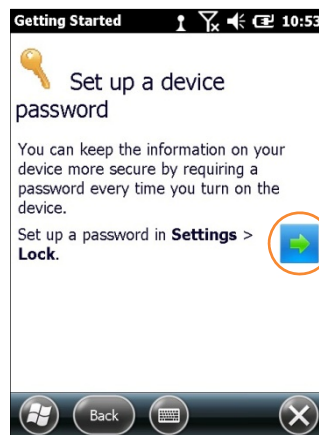 Getting Started 10:53
Set up a device
password
You can keep the information on your
device more secure by requiring a
password every time you turn on the
device.
Set up a password in Settings >
Lock.
Back